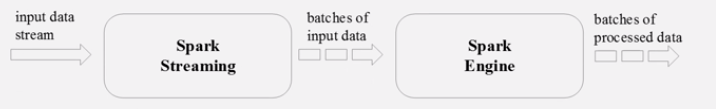 input data
stream
Spark
Streaming
batches of
input data
Spark
Engine
batches of
processed data